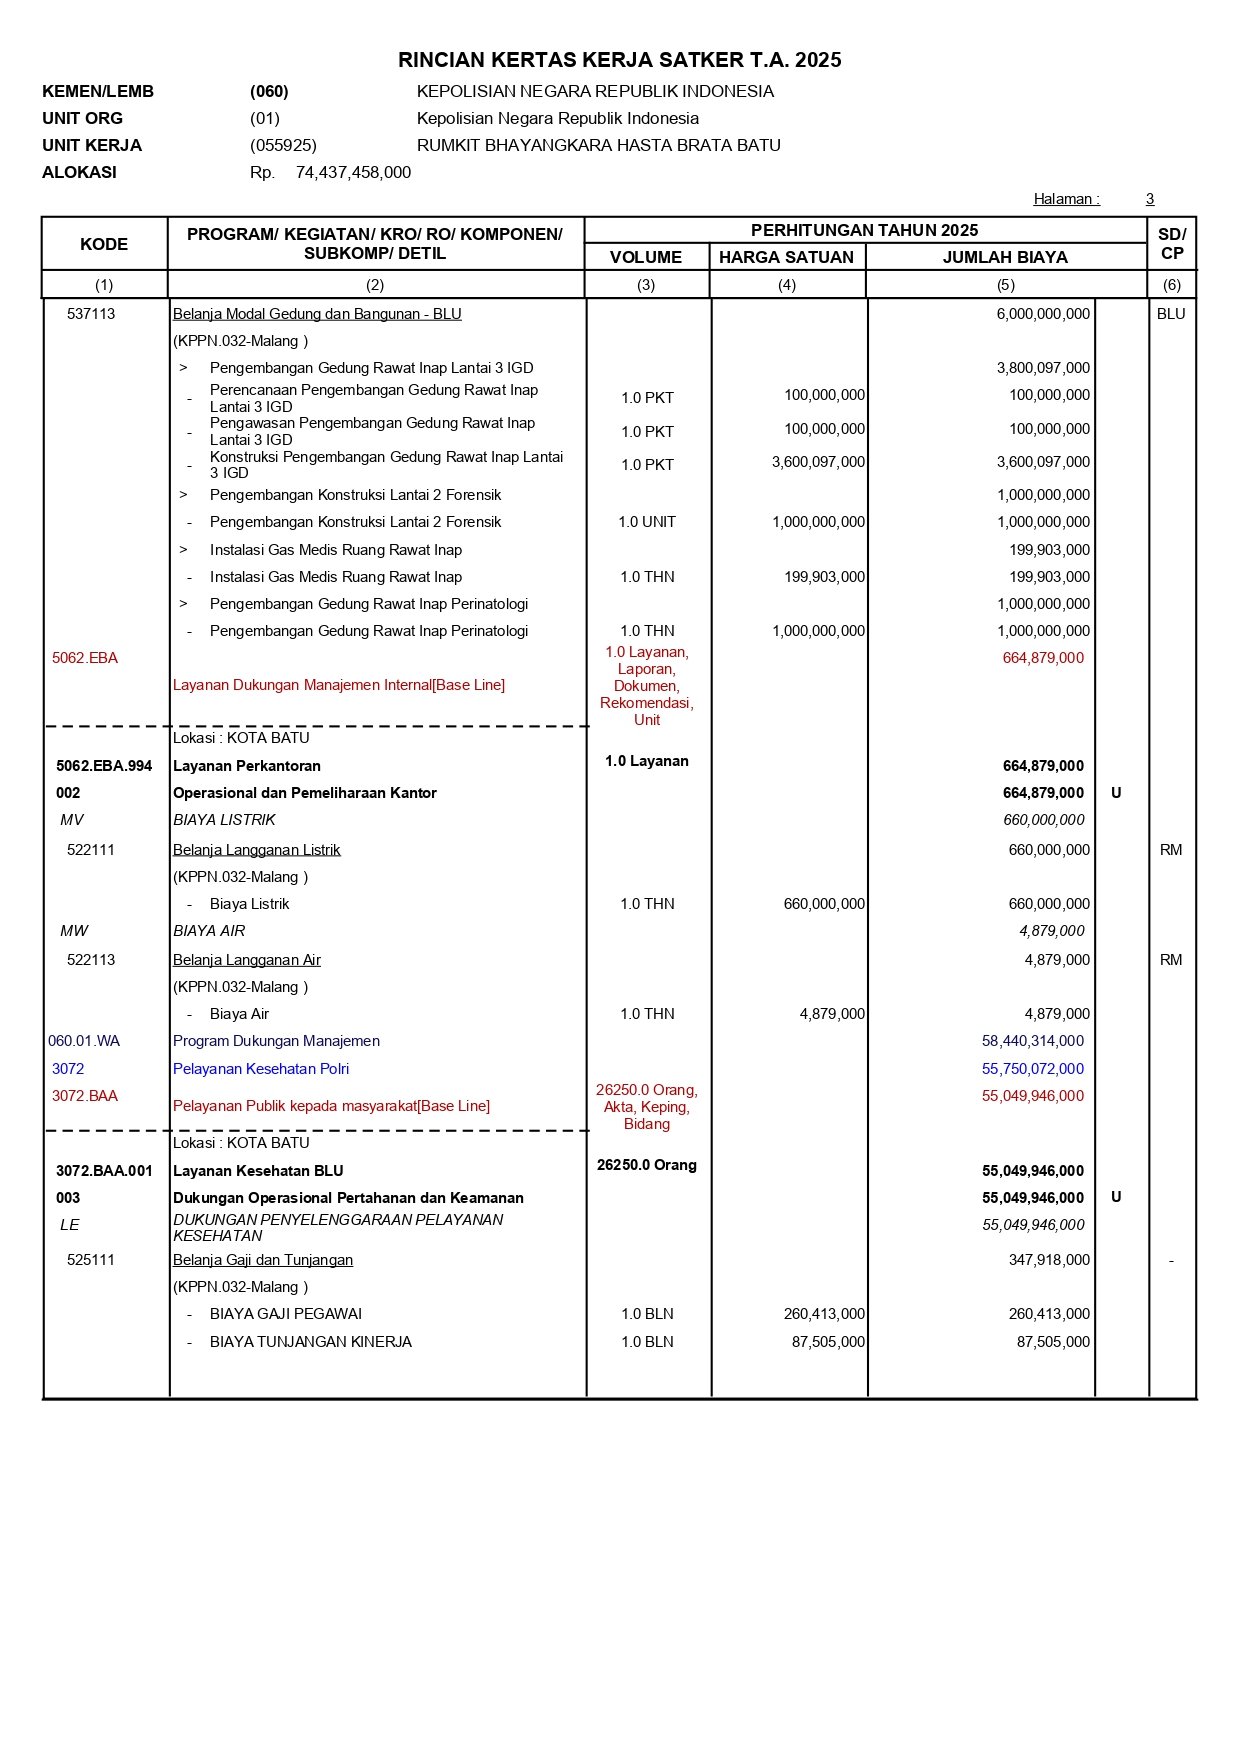 RINCIAN KERTAS KERJA SATKER T.A. 2025
KEMEN/LEMB (060) KEPOLISIAN NEGARA REPUBLIK INDONESIA
UNIT ORG (01) Kepolisian Negara Republik Indonesia
UNIT KERJA (055925) RUMKIT BHAYANGKARA HASTA BRATA BATU
ALOKASI Rp. 74,437,458,000
Halaman : 3
KODE PROGRAM/ KEGIATAN/ KRO/ RO/ KOMPONEN/ SUBKOMP/ DETIL PERHITUNGAN TAHUN 2025 SD/ CP
VOLUME HARGA SATUAN JUMLAH BIAYA
(1) (2) (3) (4) (5) (6)
537113 Belanja Modal Gedung dan Bangunan - BLU 6,000,000,000 BLU
(KPPN.032-Malang )
> Pengembangan Gedung Rawat Inap Lantai 3 IGD 3,800,097,000
- Perencanaan Pengembangan Gedung Rawat Inap Lantai 3 IGD 1.0 PKT 100,000,000 100,000,000
- Pengawasan Pengembangan Gedung Rawat Inap Lantai 3 IGD 1.0 PKT 100,000,000 100,000,000
- Konstruksi Pengembangan Gedung Rawat Inap Lantai 3 IGD 1.0 PKT 3,600,097,000 3,600,097,000
> Pengembangan Konstruksi Lantai 2 Forensik 1,000,000,000
- Pengembangan Konstruksi Lantai 2 Forensik 1.0 UNIT 1,000,000,000 1,000,000,000
> Instalasi Gas Medis Ruang Rawat Inap 199,903,000
- Instalasi Gas Medis Ruang Rawat Inap 1.0 THN 199,903,000 199,903,000
> Pengembangan Gedung Rawat Inap Perinatologi 1,000,000,000
- Pengembangan Gedung Rawat Inap Perinatologi 1.0 THN 1,000,000,000 1,000,000,000
5062.EBA Layanan Dukungan Manajemen Internal[Base Line] 1.0 Layanan, Laporan, Dokumen, Rekomendasi, Unit 664,879,000
Lokasi : KOTA BATU
5062.EBA.994 Layanan Perkantoran 1.0 Layanan 664,879,000
002 Operasional dan Pemeliharaan Kantor 664,879,000 U
MV BIAYA LISTRIK 660,000,000
522111 Belanja Langganan Listrik 660,000,000 RM
(KPPN.032-Malang )
- Biaya Listrik 1.0 THN 660,000,000 660,000,000
MW BIAYA AIR 4,879,000
522113 Belanja Langganan Air 4,879,000 RM
(KPPN.032-Malang )
- Biaya Air 1.0 THN 4,879,000 4,879,000
060.01.WA Program Dukungan Manajemen 58,440,314,000
3072 Pelayanan Kesehatan Polri 55,750,072,000
3072.BAA Pelayanan Publik kepada masyarakat[Base Line] 26250.0 Orang, Akta, Keping, Bidang 55,049,946,000
Lokasi : KOTA BATU
3072.BAA.001 Layanan Kesehatan BLU 26250.0 Orang 55,049,946,000
003 Dukungan Operasional Pertahanan dan Keamanan 55,049,946,000 U
LE DUKUNGAN PENYELENGGARAAN PELAYANAN KESEHATAN 55,049,946,000
525111 Belanja Gaji dan Tunjangan 347,918,000 -
(KPPN.032-Malang )
- BIAYA GAJI PEGAWAI 1.0 BLN 260,413,000 260,413,000
- BIAYA TUNJANGAN KINERJA 1.0 BLN 87,505,000 87,505,000